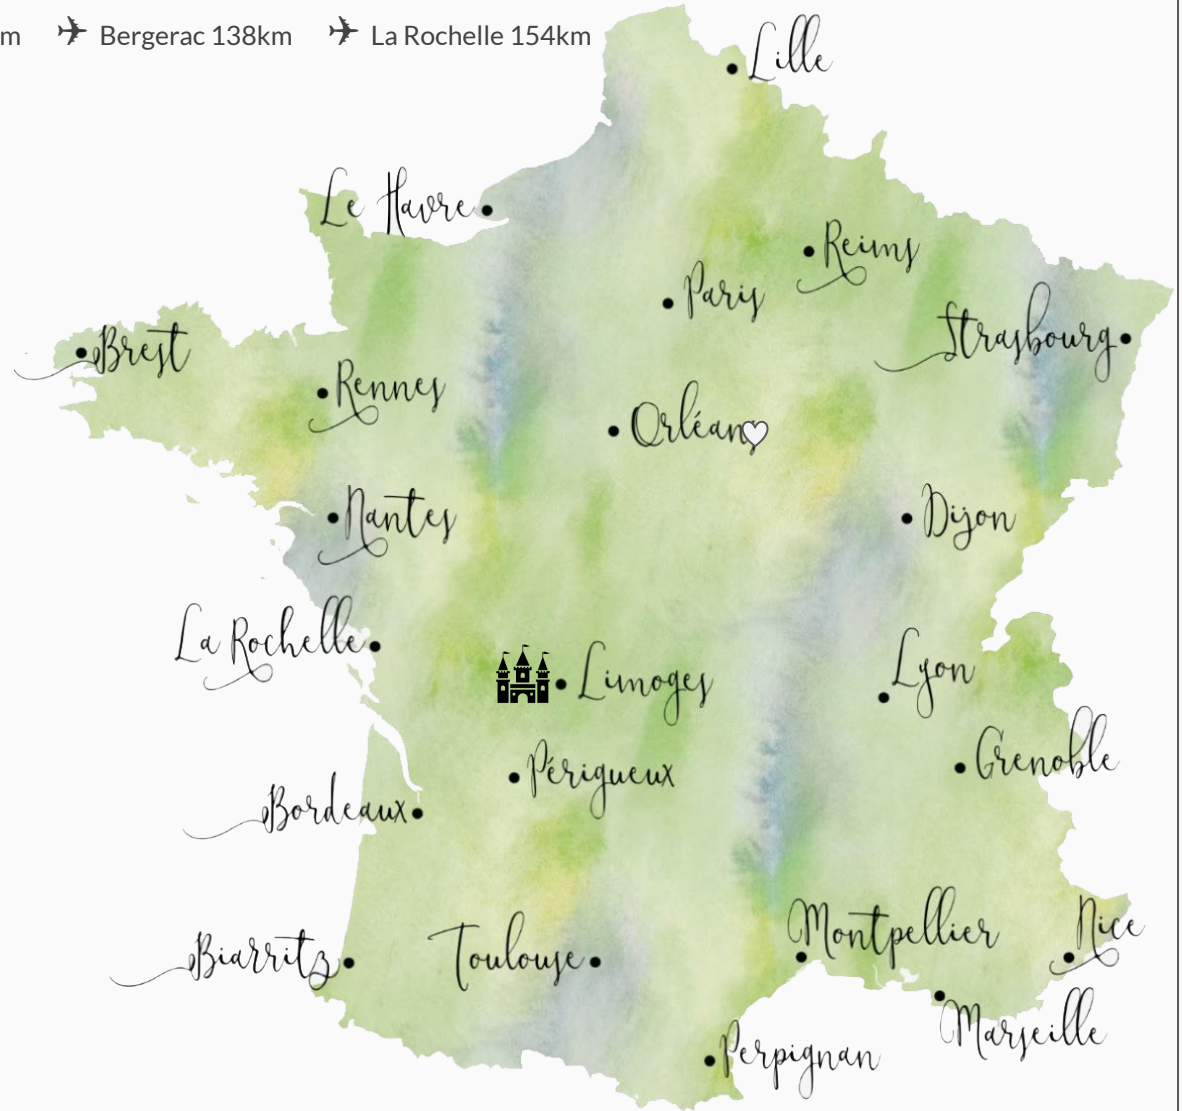 m ✈ Bergerac 138km ✈ La Rochelle 154km
Lille
Le Havre
Reims
Paris
Strasbourg
Brest
Rennes
Orléans
Nantes
Dijon
La Rochelle
Limoges
Lyon
Grenoble
Périgueux
Bordeaux
Montpellier
Nice
Biarritz
Toulouse
Marseille
Perpignan